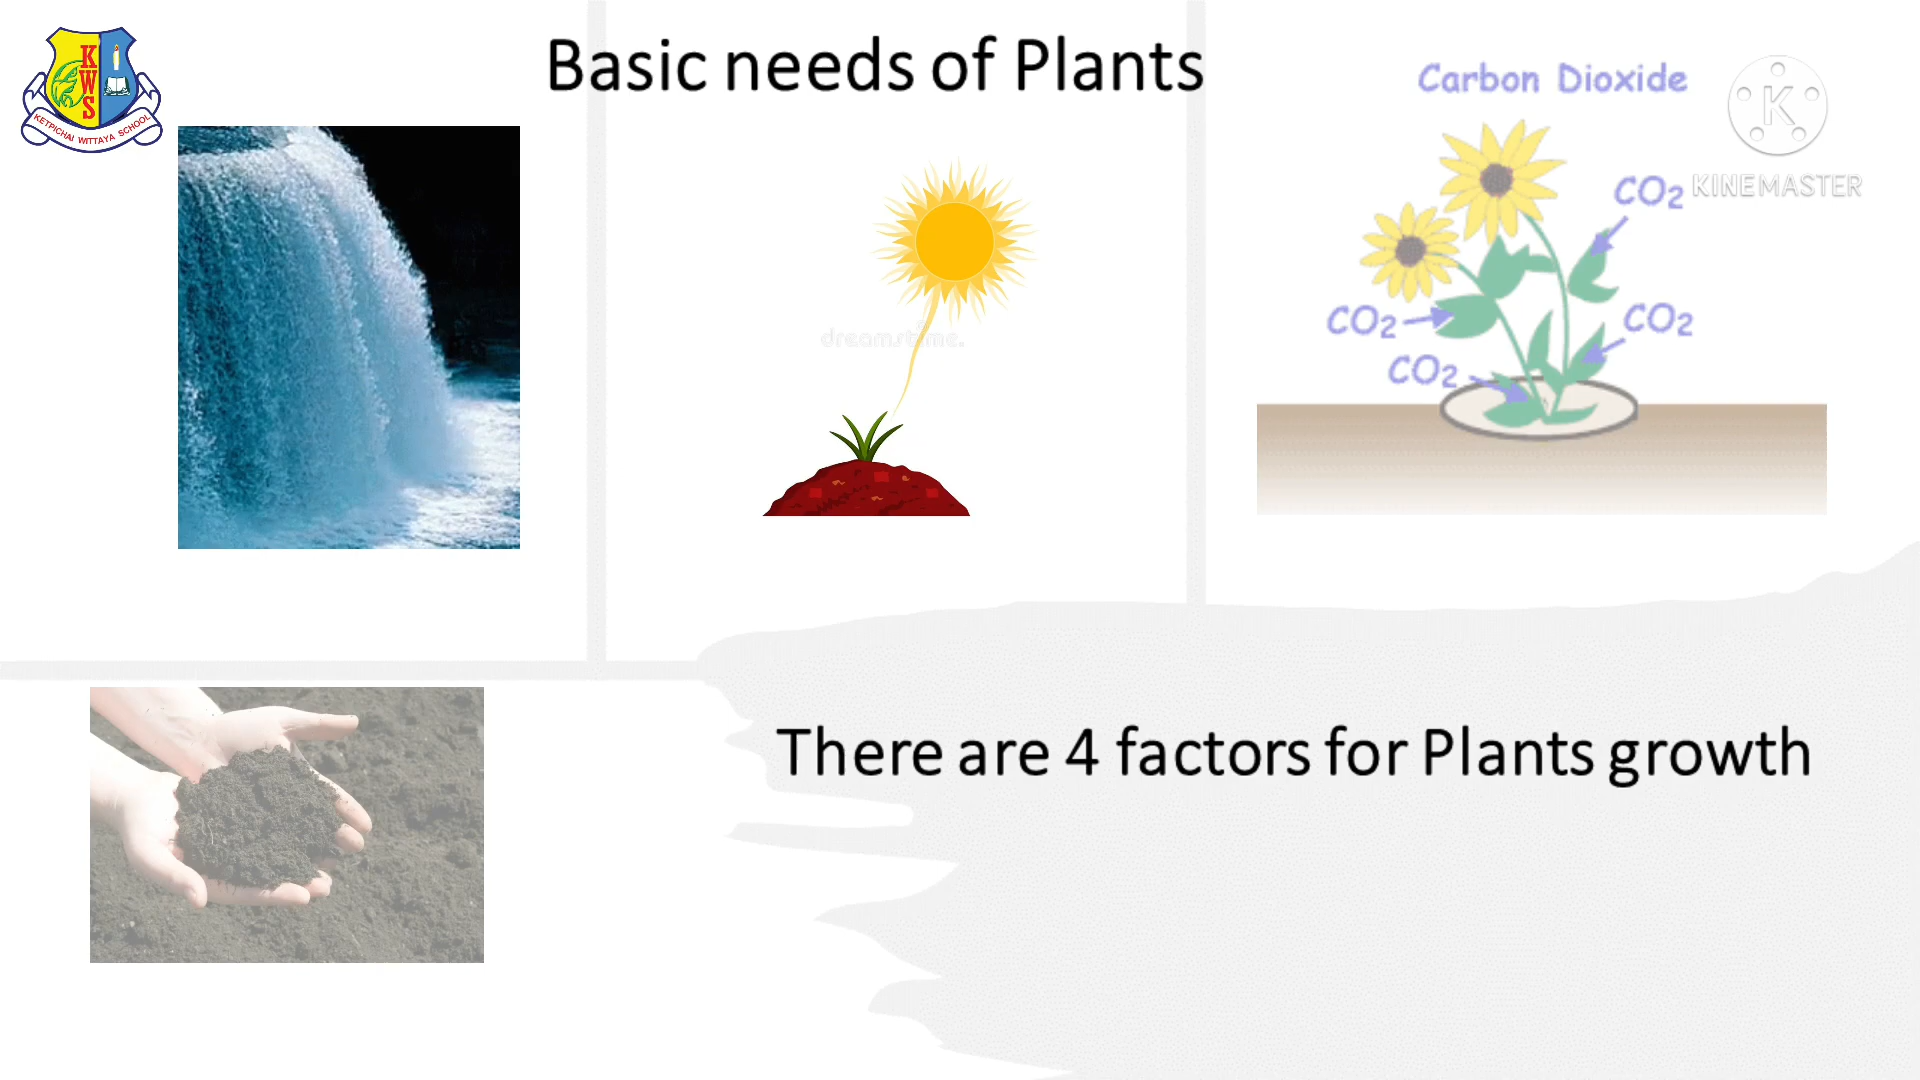 KWS
KETPICHAI WITTAYA SCHOOL
Basic needs of Plants
Carbon Dioxide
K
KINEMASTER
CO2
CO2
CO2
CO2
dreamstime.
There are 4 factors for Plants growth